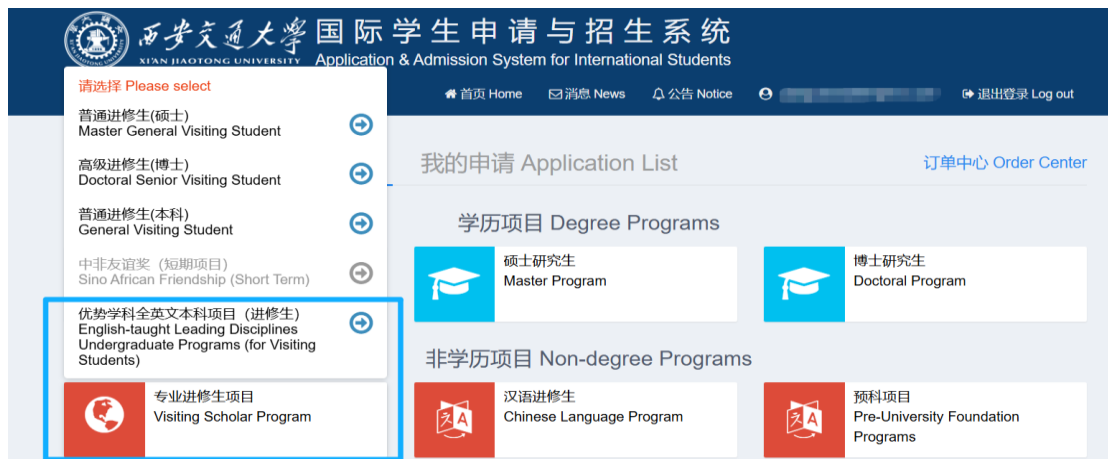 西安交通大學
XI'AN JIAOTONG UNIVERSITY
国际学生申请与招生系统
Application & Admission System for International Students
首页 Home
消息 News
公告 Notice
退出登录 Log out
请选择 Please select
普通进修生(硕士)
Master General Visiting Student
高级进修生(博士)
Doctoral Senior Visiting Student
普通进修生(本科)
General Visiting Student
中非友谊奖（短期项目）
Sino African Friendship (Short Term)
优势学科全英文本科项目（进修生）
English-taught Leading Disciplines
Undergraduate Programs (for Visiting
Students)
专业进修生项目
Visiting Scholar Program
我的申请 Application List
订单中心 Order Center
学历项目 Degree Programs
硕士研究生
Master Program
博士研究生
Doctoral Program
非学历项目 Non-degree Programs
汉语进修生
Chinese Language Program
预科项目
Pre-University Foundation
Programs